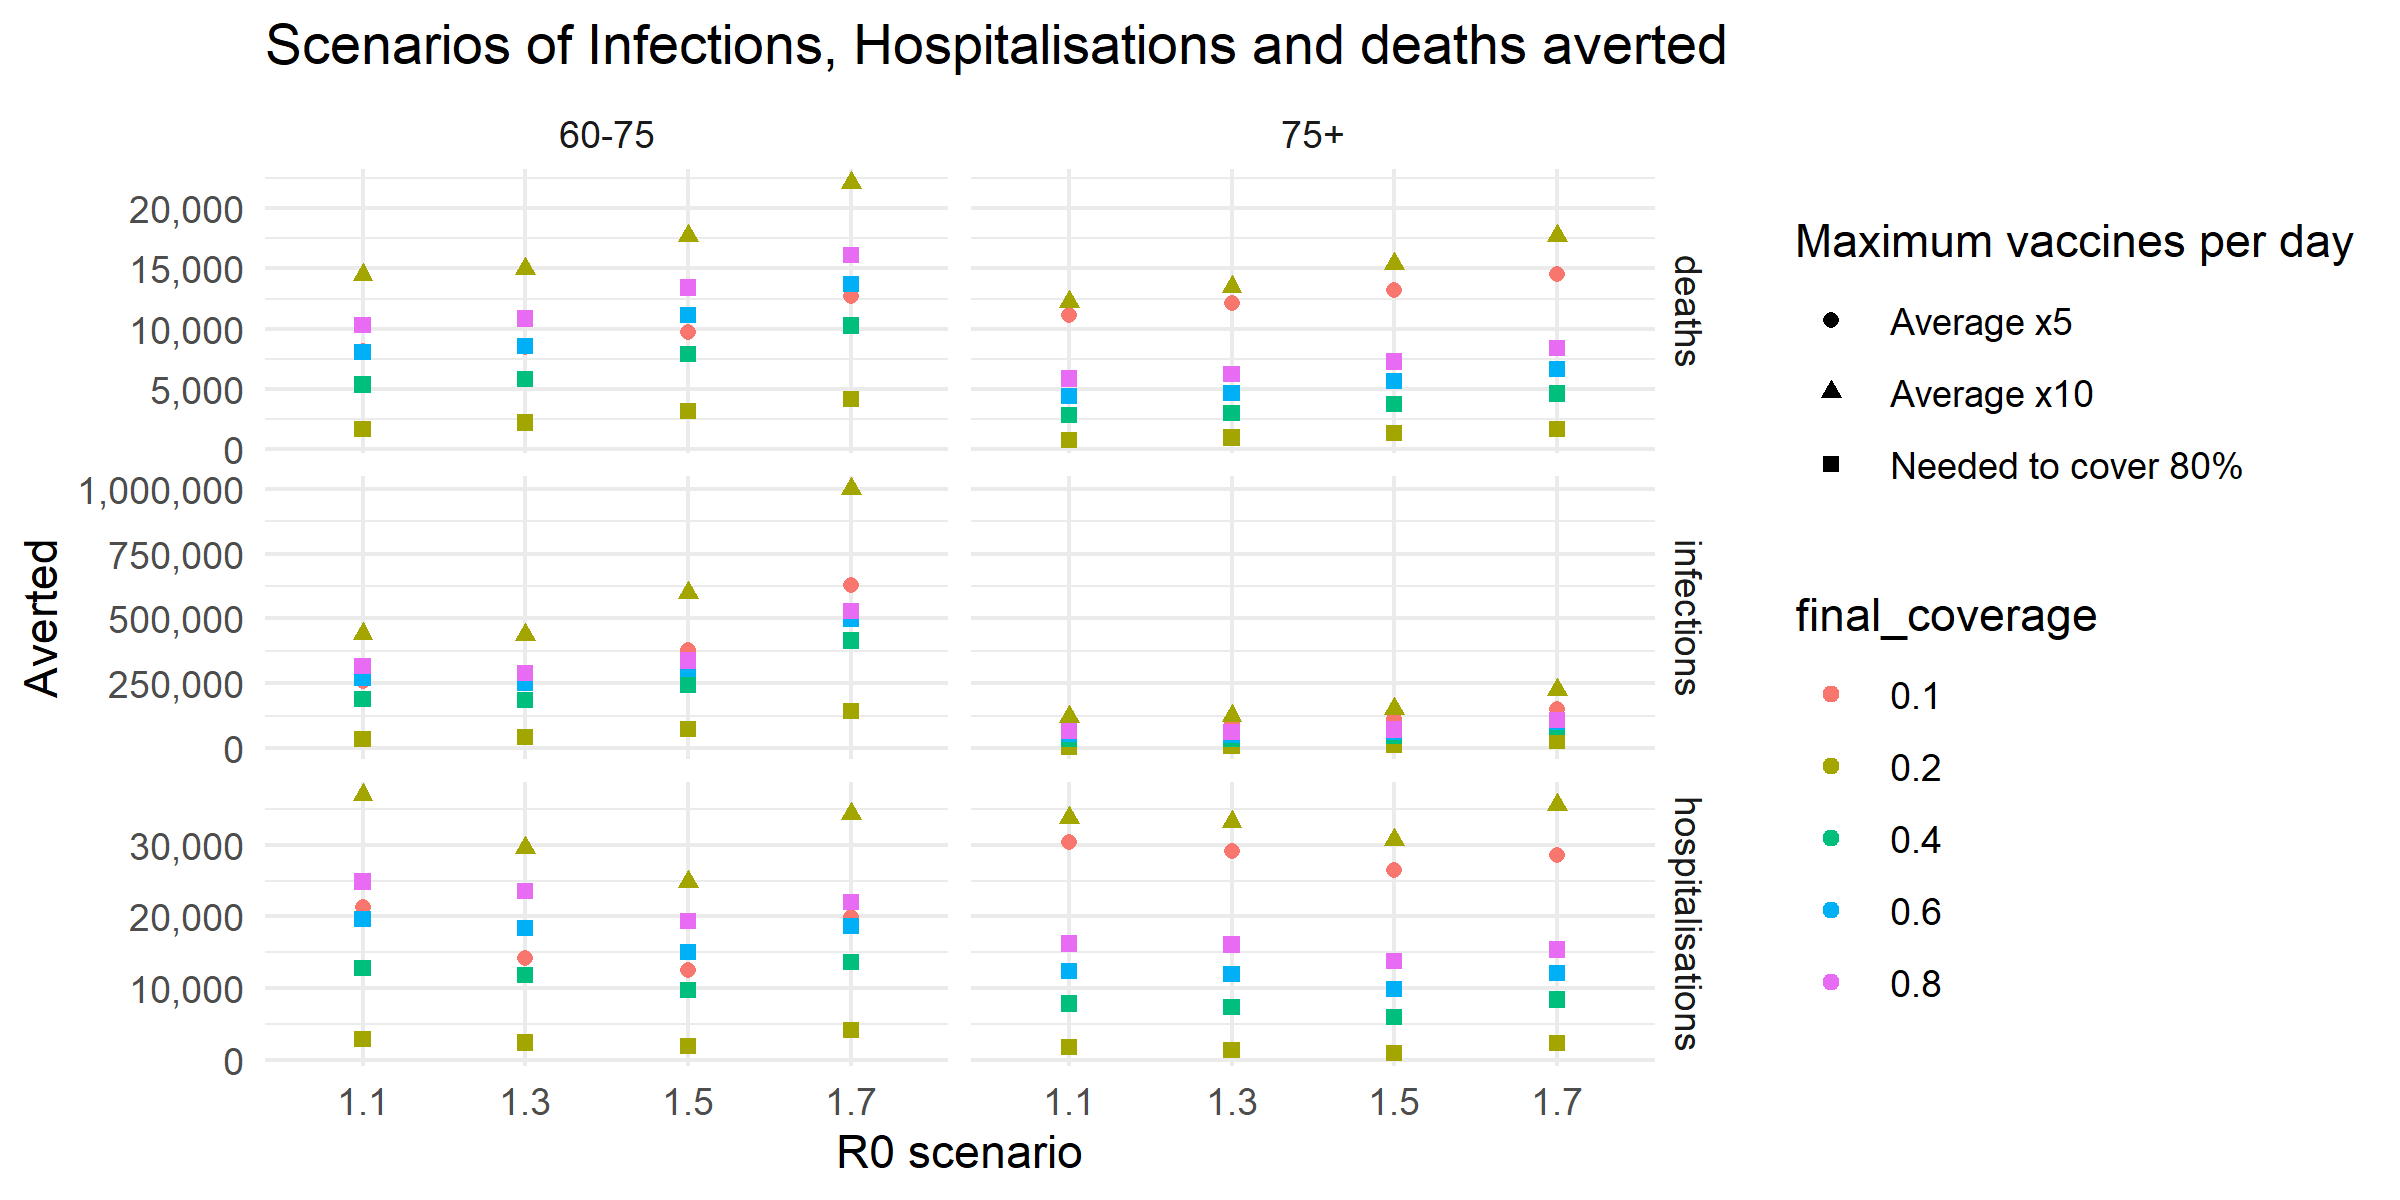 Scenarios of Infections, Hospitalisations and deaths averted
60-75
75+
20,000
15,000
10,000
5,000
0
deaths
1,000,000
750,000
500,000
250,000
0
infections
30,000
20,000
10,000
0
hospitalisations
Averted
1.1 1.3 1.5 1.7
1.1 1.3 1.5 1.7
R0 scenario
Maximum vaccines per day
Average x5
Average x10
Needed to cover 80%
final_coverage
0.1
0.2
0.4
0.6
0.8